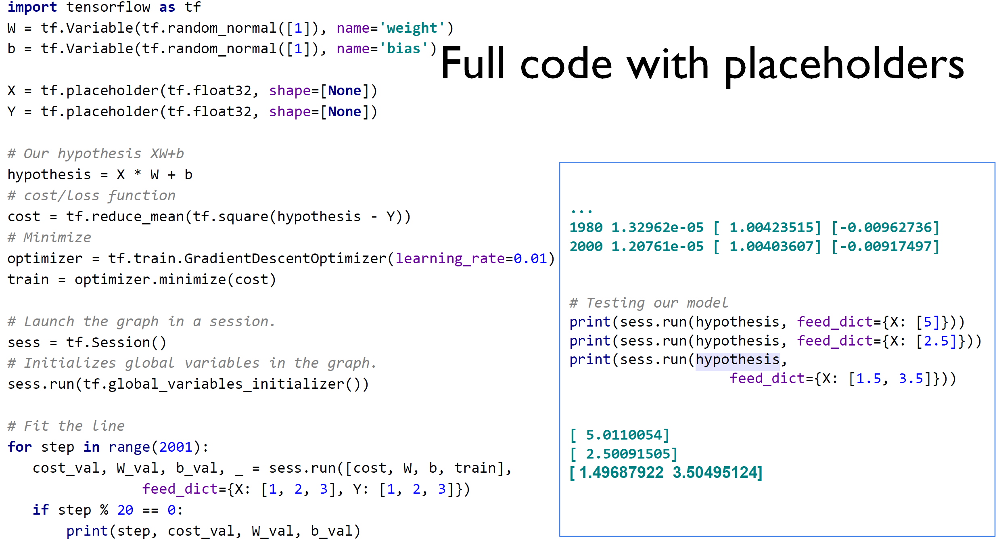 import tensorflow as tf
W = tf.Variable(tf.random_normal([1]), name='weight')
b = tf.Variable(tf.random_normal([1]), name='bias')
Full code with placeholders
X = tf.placeholder(tf.float32, shape=[None])
Y = tf.placeholder(tf.float32, shape=[None])
# Our hypothesis XW+b
hypothesis = X * W + b
# cost/loss function
cost = tf.reduce_mean(tf.square(hypothesis - Y))
# Minimize
optimizer = tf.train.GradientDescentOptimizer(learning_rate=0.01)
train = optimizer.minimize(cost)
# Launch the graph in a session.
sess = tf.Session()
# Initializes global variables in the graph.
sess.run(tf.global_variables_initializer())
# Fit the line
for step in range(2001):
    cost_val, W_val, b_val, _ = sess.run([cost, W, b, train],
                feed_dict={X: [1, 2, 3], Y: [1, 2, 3]})
    if step % 20 == 0:
        print(step, cost_val, W_val, b_val)
...
1980 1.32962e-05 [ 1.00423515] [-0.00962736]
2000 1.20761e-05 [ 1.00403607] [-0.00917497]
# Testing our model
print(sess.run(hypothesis, feed_dict={X: [5]}))
print(sess.run(hypothesis, feed_dict={X: [2.5]}))
print(sess.run(hypothesis,
                   feed_dict={X: [1.5, 3.5]}))
[ 5.0110054]
[ 2.50091505]
[ 1.49687922  3.50495124]